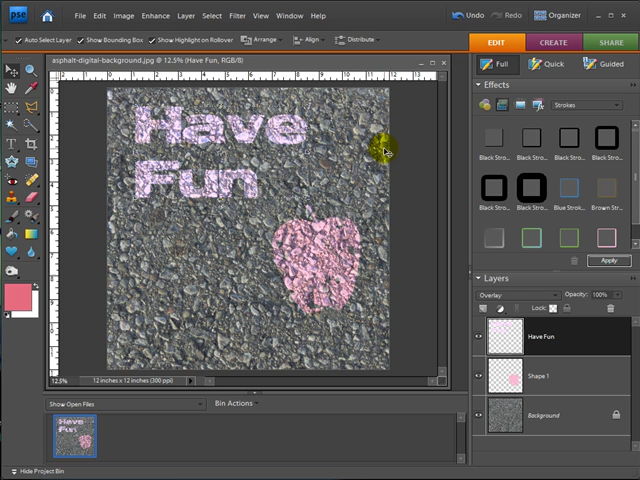 pse File Edit Image Enhance Layer Select Filter View Window Help Undo Redo Organizer
Auto Select Layer Show Bounding Box Show Highlight on Rollover Arrange Align Distribute
EDIT CREATE SHARE
asphalt-digital-background.jpg @ 12.5% (Have Fun, RGB/8)
Full Quick Guided
Effects
Strokes
Have
Fun
Black Stro... Black Stro... Black Stro... Black Stro...
Black Stro... Black Stro... Blue Strok... Brown St...
Apply
Layers
Overlay Opacity: 100%
Lock:
Have Fun
Shape 1
Background
12.5% 12 inches x 12 inches (300 ppi)
Show Open Files Bin Actions
Have
Fun
Hide Project Bin